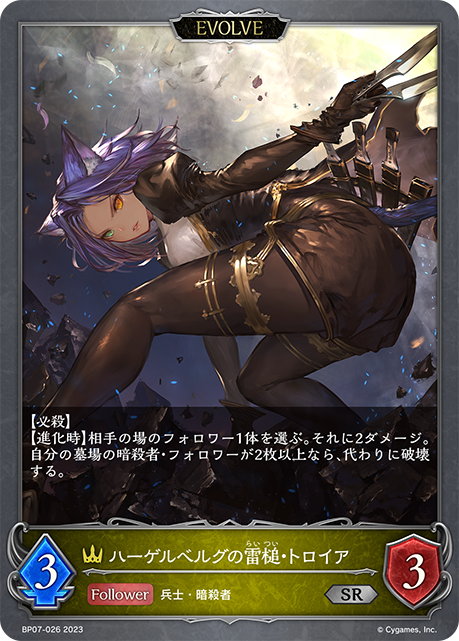 EVOLVE
【必殺】
【進化時】相手の場のフォロワー1体を選ぶ。それに2ダメージ。
自分の墓場の暗殺者・フォロワーが2枚以上なら、代わりに破壊
する。
らい つい
ハーゲルベルグの雷槌・トロイア
3
3
Follower 兵士・暗殺者 SR
BP07-026 2023 © Cygames, Inc.